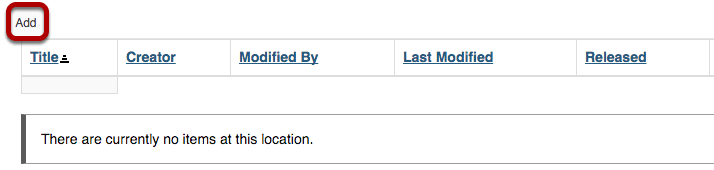 Add
Title Creator Modified By Last Modified Released
There are currently no items at this location.